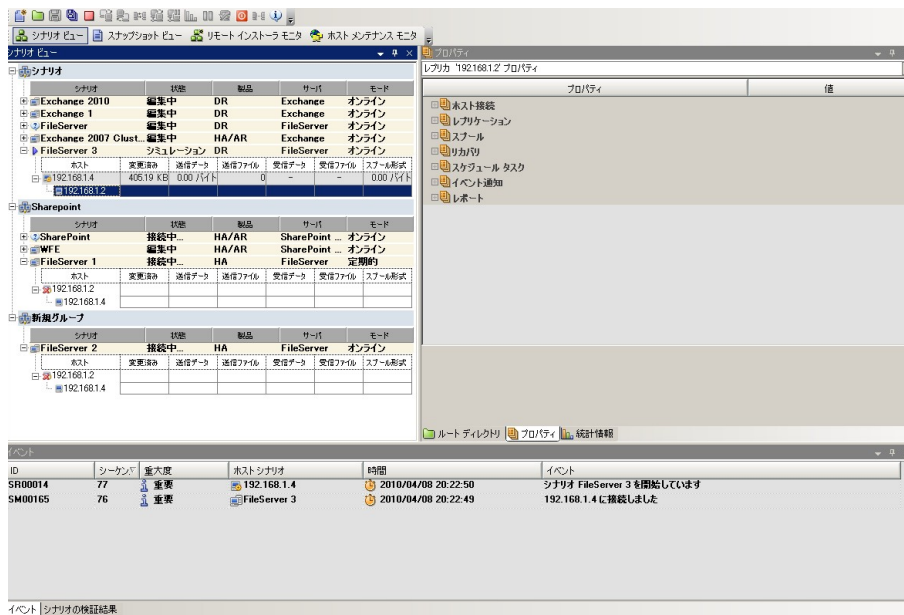 シナリオ ビュー スナップショット ビュー リモート インストーラ モニタ ホスト メンテナンス モニタ
ナリオ ビュー
プロパティ
シナリオ
レプリカ '192.168.1.2' プロパティ
シナリオ 状態 製品 サーバ モード
プロパティ 値
Exchange 2010 編集中 DR Exchange オンライン
Exchange 1 編集中 DR Exchange オンライン
FileServer 編集中 DR FileServer オンライン
Exchange 2007 Clust... 編集中 HA/AR Exchange オンライン
FileServer 3 シミュレーション DR FileServer オンライン
ホスト 変更済み 送信データ 送信ファイル 受信データ 受信ファイル スプール形式
192.168.1.4 405.19 KB 0.00 バイト 0 - - 0.00 バイト
192.168.1.2
Sharepoint
シナリオ 状態 製品 サーバ モード
SharePoint 接続中... HA/AR SharePoint ... オンライン
WFE 編集中 HA/AR SharePoint ... オンライン
FileServer 1 接続中... HA FileServer 定期的
ホスト 変更済み 送信データ 送信ファイル 受信データ 受信ファイル スプール形式
192.168.1.2
192.168.1.4
新規グループ
シナリオ 状態 製品 サーバ モード
FileServer 2 接続中... HA FileServer オンライン
ホスト 変更済み 送信データ 送信ファイル 受信データ 受信ファイル スプール形式
192.168.1.2
192.168.1.4
ホスト接続
レプリケーション
スプール
リカバリ
スケジュール タスク
イベント通知
レポート
ルート ディレクトリ プロパティ 統計情報
イベント
ID シーケン 重大度 ホスト シナリオ 時間 イベント
SR00014 77 重要 192.168.1.4 2010/04/08 20:22:50 シナリオ FileServer 3 を開始しています
SM00165 76 重要 FileServer 3 2010/04/08 20:22:49 192.168.1.4 に接続しました
イベント シナリオの検証結果